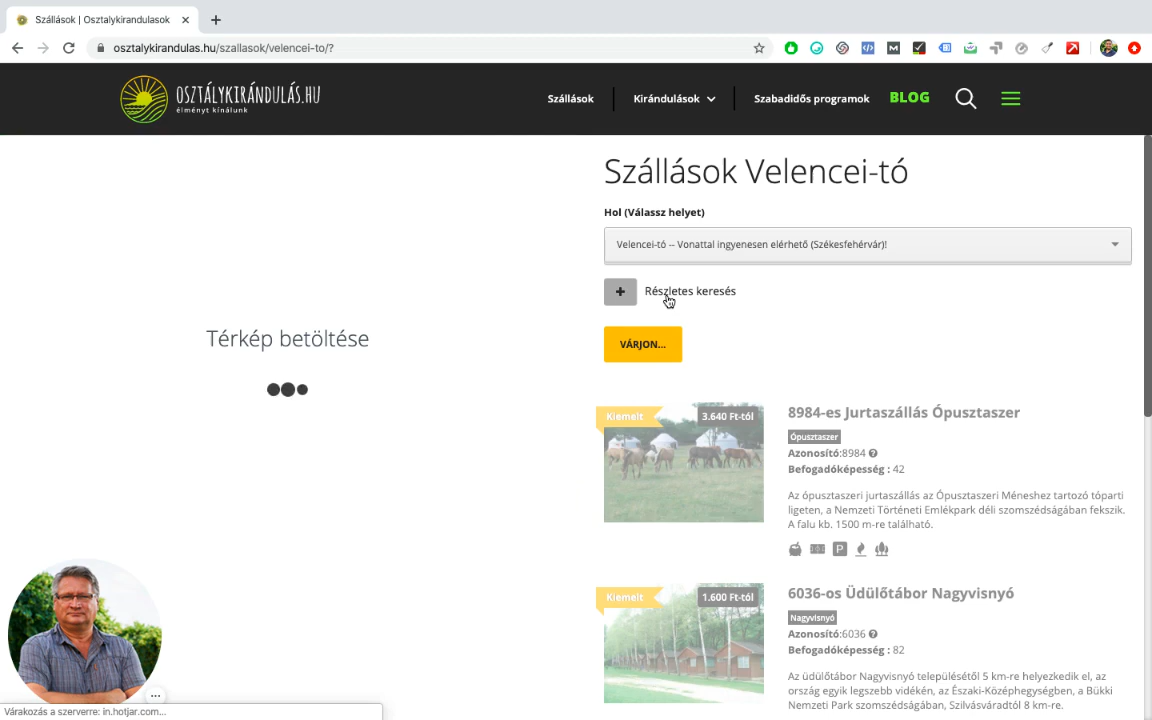 Szállások | Osztalykirandulasok
osztalykirandulas.hu/szallasok/velencei-to/?
OSZTÁLYKIRÁNDULÁS.HU
élményt kínálunk
Szállások
Kirándulások
Szabadidős programok
BLOG
Térkép betöltése
Szállások Velencei-tó
Hol (Válassz helyet)
Velencei-tó -- Vonattal ingyenesen elérhető (Székesfehérvár)!
+ Részletes keresés
VÁRJON...
Kiemelt
3.640 Ft-tól
8984-es Jurtaszállás Ópusztaszer
Ópusztaszer
Azonosító:8984
Befogadóképesség : 42
Az ópusztaszeri jurtaszállás az Ópusztaszeri Méneshez tartozó tóparti
ligeten, a Nemzeti Történeti Emlékpark déli szomszédságában fekszik.
A falu kb. 1500 m-re található.
P
Kiemelt
1.600 Ft-tól
6036-os Üdülőtábor Nagyvisnyó
Nagyvisnyó
Azonosító:6036
Befogadóképesség : 82
Az üdülőtábor Nagyvisnyó településétől 5 km-re helyezkedik el, az
ország egyik legszebb vidékén, az Északi-Középhegységben, a Bükki
Nemzeti Park szomszédságában, Szilvásváradtól 8 km-re.
Várakozás a szerverre: in.hotjar.com...